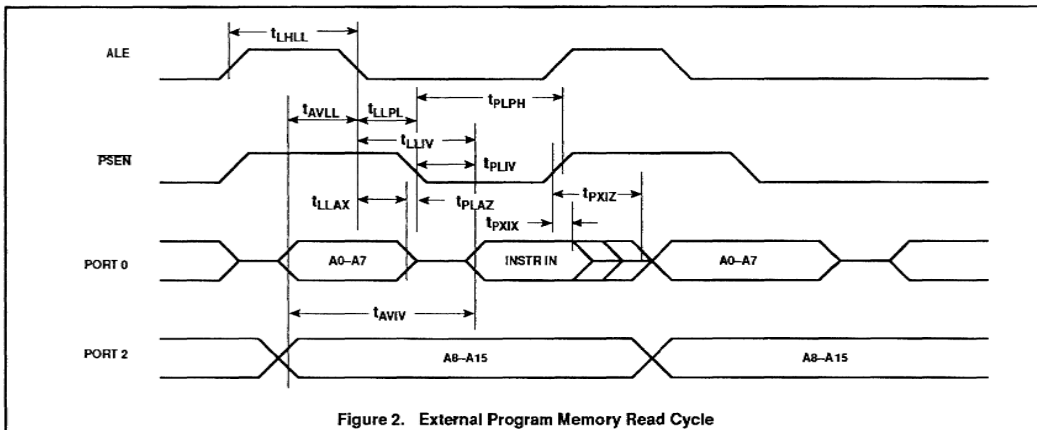 tLHLL
ALE
tAVLL tLLPL tPLPH
tLLIV
PSEN
tPLIV
tLLAX tPLAZ tPXIZ
tPXIX
PORT 0 A0–A7 INSTR IN A0–A7
tAVIV
PORT 2 A8–A15 A8–A15
Figure 2. External Program Memory Read Cycle